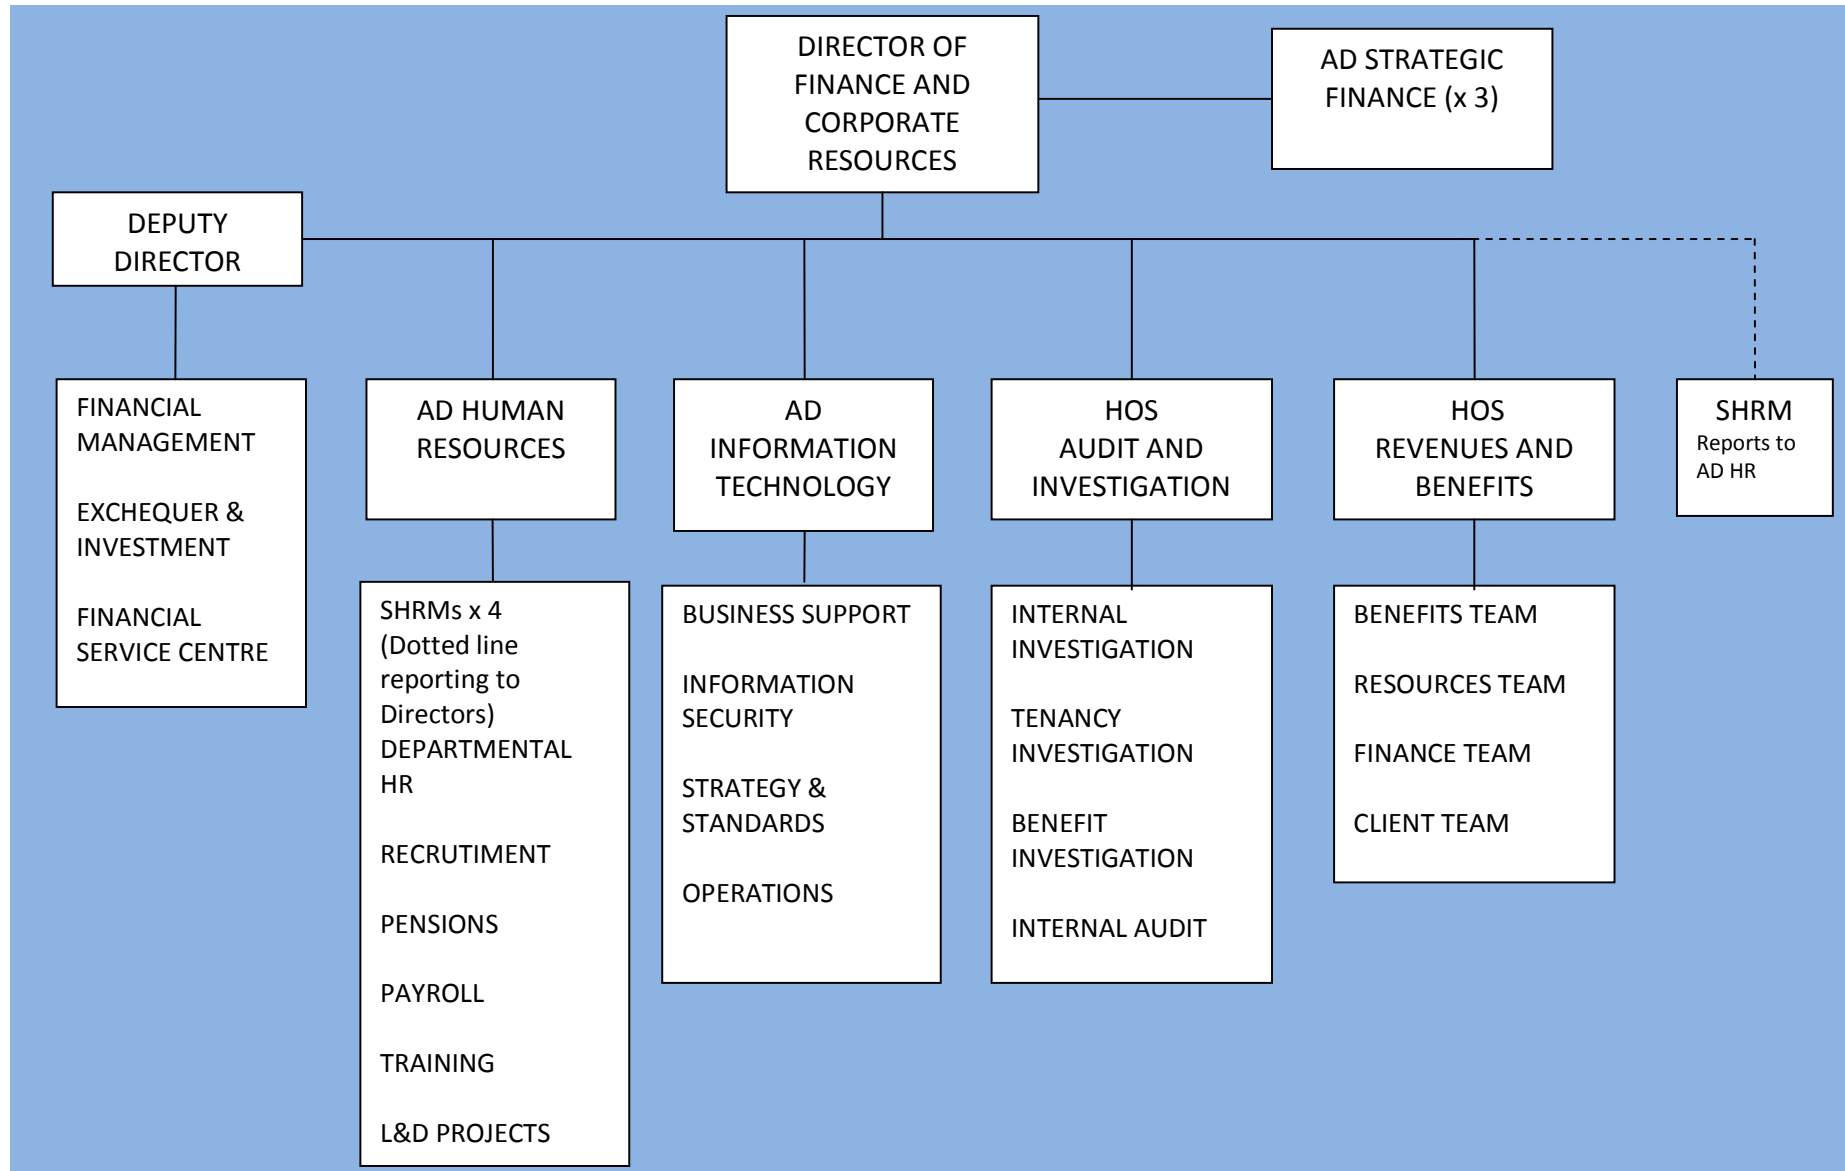 DIRECTOR OF
FINANCE AND
CORPORATE
RESOURCES
AD STRATEGIC
FINANCE (x 3)
DEPUTY
DIRECTOR
FINANCIAL
MANAGEMENT
EXCHEQUER &
INVESTMENT
FINANCIAL
SERVICE CENTRE
AD HUMAN
RESOURCES
AD
INFORMATION
TECHNOLOGY
HOS
AUDIT AND
INVESTIGATION
HOS
REVENUES AND
BENEFITS
SHRM
Reports to
AD HR
SHRMs x 4
(Dotted line
reporting to
Directors)
DEPARTMENTAL
HR
RECRUTIMENT
PENSIONS
PAYROLL
TRAINING
L&D PROJECTS
BUSINESS SUPPORT
INFORMATION
SECURITY
STRATEGY &
STANDARDS
OPERATIONS
INTERNAL
INVESTIGATION
TENANCY
INVESTIGATION
BENEFIT
INVESTIGATION
INTERNAL AUDIT
BENEFITS TEAM
RESOURCES TEAM
FINANCE TEAM
CLIENT TEAM